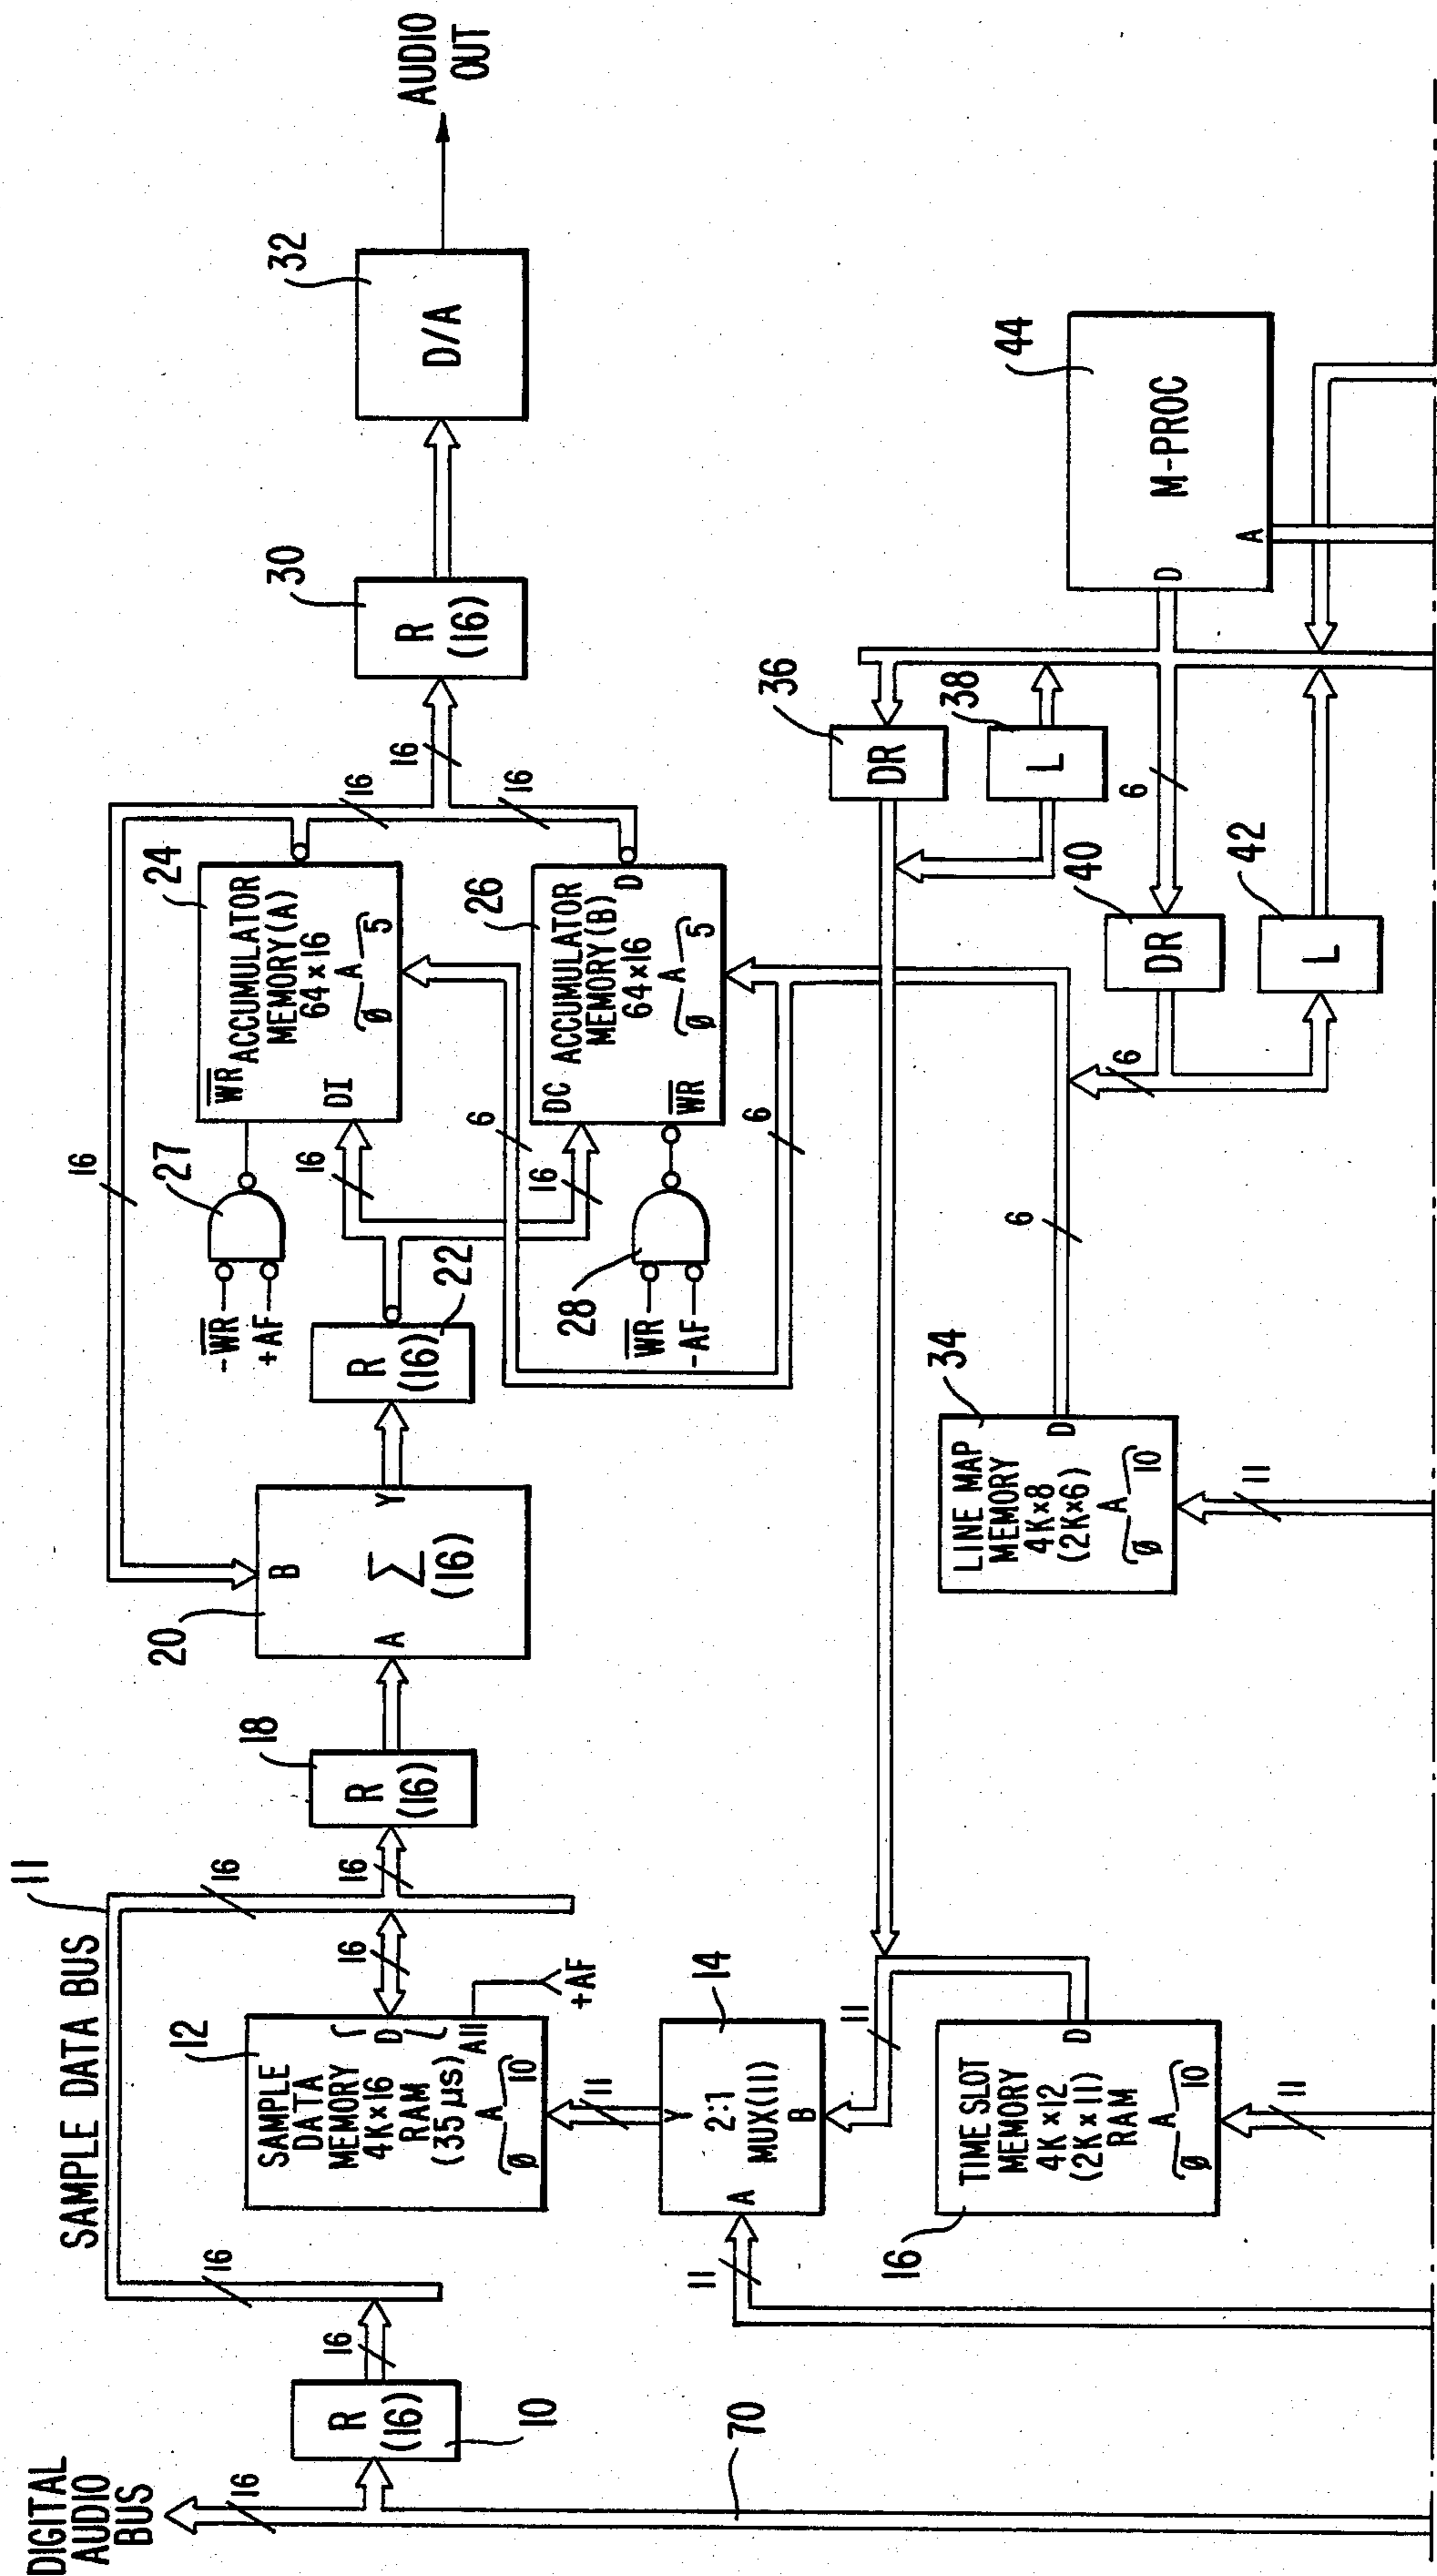 DIGITAL
AUDIO
BUS
16
70
R
(16)
10
16
16
SAMPLE DATA BUS
11
16
12
SAMPLE
DATA
MEMORY
4K×16
RAM
(35 µs)
D
A11
Ø A 10
+AF
16
16
11
14
Y
2:1
MUX(11)
A
B
11
11
16
TIME SLOT
MEMORY
4K×12
(2K×11)
RAM
D
Ø A 10
11
18
R
(16)
20
B
A
Σ
(16)
Y
16
R
(16)
22
27
-WR̅
+AF
16
16
28
WR̅
-AF
24
WR̅
ACCUMULATOR
MEMORY(A)
64×16
DI
Ø A 5
26
DC
ACCUMULATOR
MEMORY(B)
64×16
D
WR̅
Ø A 5
6
6
16
16
16
30
R
(16)
32
D/A
AUDIO
OUT
34
LINE MAP
MEMORY
4K×8
(2K×6)
D
Ø A 10
11
6
36
DR
38
L
40
DR
6
6
42
L
44
M-PROC
D
A